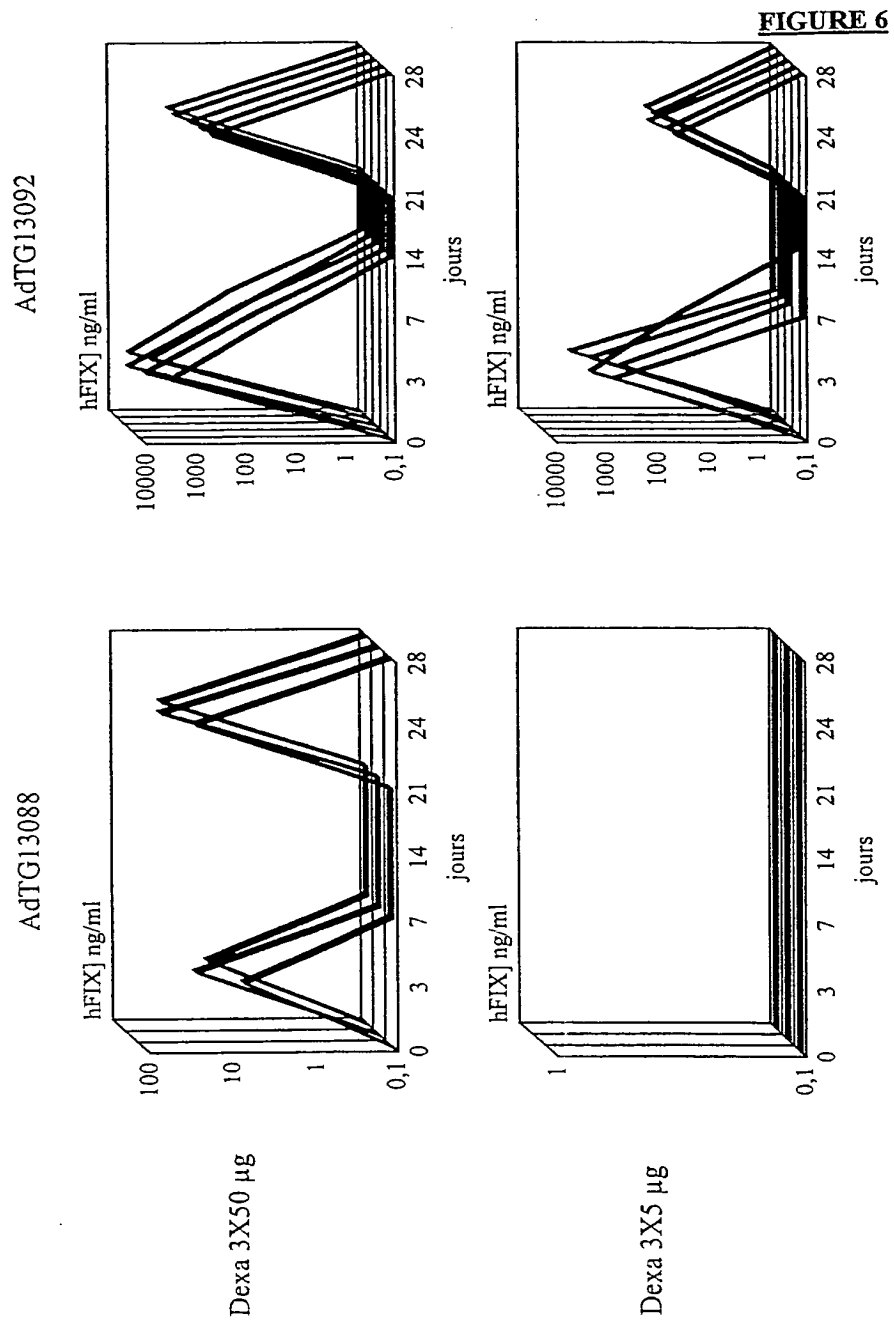 FIGURE 6
AdTG13088
AdTG13092
Dexa 3X50 µg
hFIX] ng/ml
100
10
1
0,1
0 3 7 14 21 24 28
jours
hFIX] ng/ml
10000
1000
100
10
1
0,1
0 3 7 14 21 24 28
jours
Dexa 3X5 µg
hFIX] ng/ml
1
0,1
0 3 7 14 21 24 28
jours
hFIX] ng/ml
10000
1000
100
10
1
0,1
0 3 7 14 21 24 28
jours